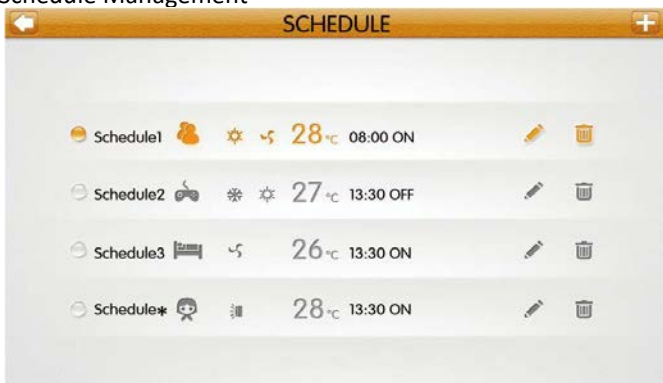 Schedule Management
SCHEDULE
Schedule1 28°C 08:00 ON
Schedule2 27°C 13:30 OFF
Schedule3 26°C 13:30 ON
Schedule* 28°C 13:30 ON